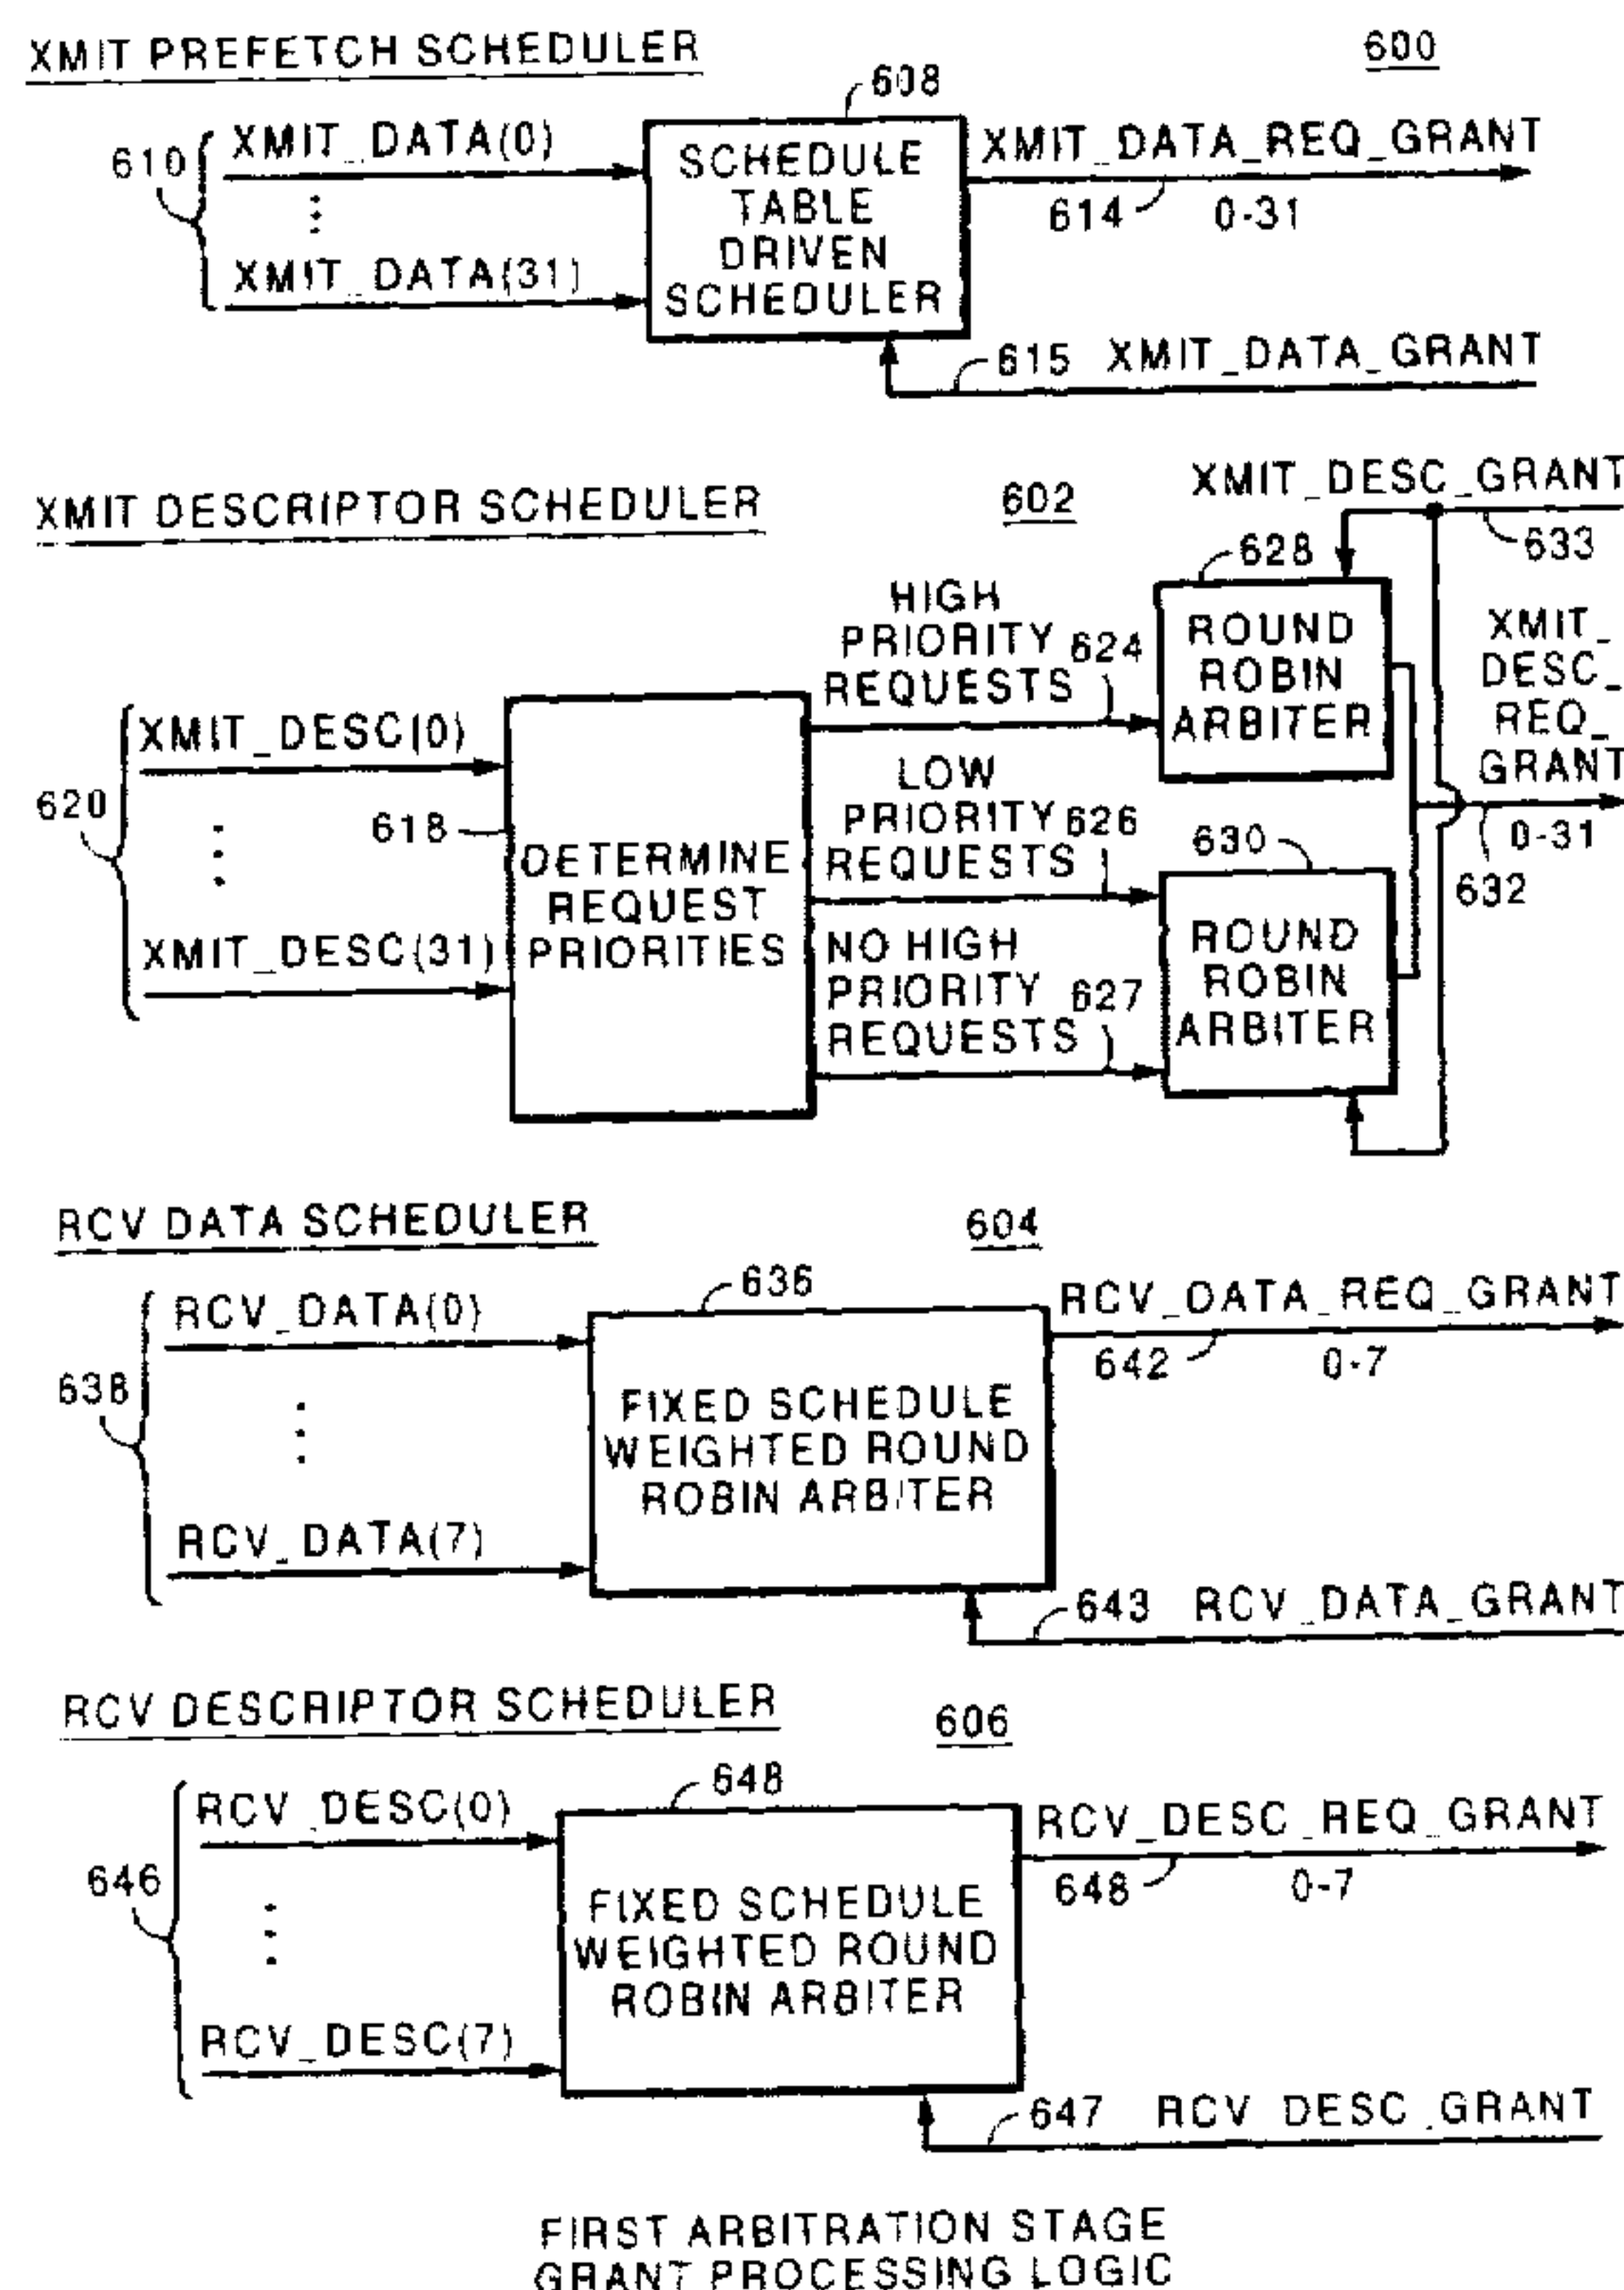 XMIT PREFETCH SCHEDULER
600
608
610
XMIT_DATA(0)
XMIT_DATA(31)
SCHEDULE
TABLE
DRIVEN
SCHEDULER
XMIT_DATA_REQ_GRANT
614
0-31
615 XMIT_DATA_GRANT
XMIT DESCRIPTOR SCHEDULER
602
XMIT_DESC_GRANT
633
628
HIGH
PRIORITY
REQUESTS
624
ROUND
ROBIN
ARBITER
XMIT_
DESC_
REQ_
GRANT
0-31
632
620
XMIT_DESC(0)
618
XMIT_DESC(31)
DETERMINE
REQUEST
PRIORITIES
LOW
PRIORITY
REQUESTS
626
630
NO HIGH
PRIORITY
REQUESTS
627
ROUND
ROBIN
ARBITER
RCV DATA SCHEDULER
604
636
638
RCV_DATA(0)
RCV_DATA(7)
FIXED SCHEDULE
WEIGHTED ROUND
ROBIN ARBITER
RCV_DATA_REQ_GRANT
642
0-7
643 RCV_DATA_GRANT
RCV DESCRIPTOR SCHEDULER
606
648
646
RCV_DESC(0)
RCV_DESC(7)
FIXED SCHEDULE
WEIGHTED ROUND
ROBIN ARBITER
RCV_DESC_REQ_GRANT
648
0-7
647 RCV_DESC_GRANT
FIRST ARBITRATION STAGE
GRANT PROCESSING LOGIC